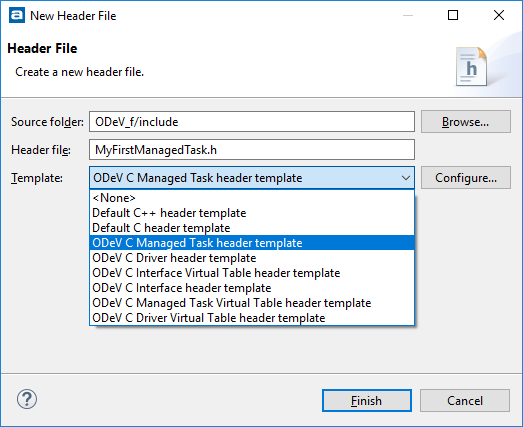 New Header File
Header File
Create a new header file.
h
Source folder: ODeV_f/include Browse...
Header file: MyFirstManagedTask.h
Template: ODeV C Managed Task header template Configure...
<None>
Default C++ header template
Default C header template
ODeV C Managed Task header template
ODeV C Driver header template
ODeV C Interface Virtual Table header template
ODeV C Interface header template
ODeV C Managed Task Virtual Table header template
ODeV C Driver Virtual Table header template
? Finish Cancel